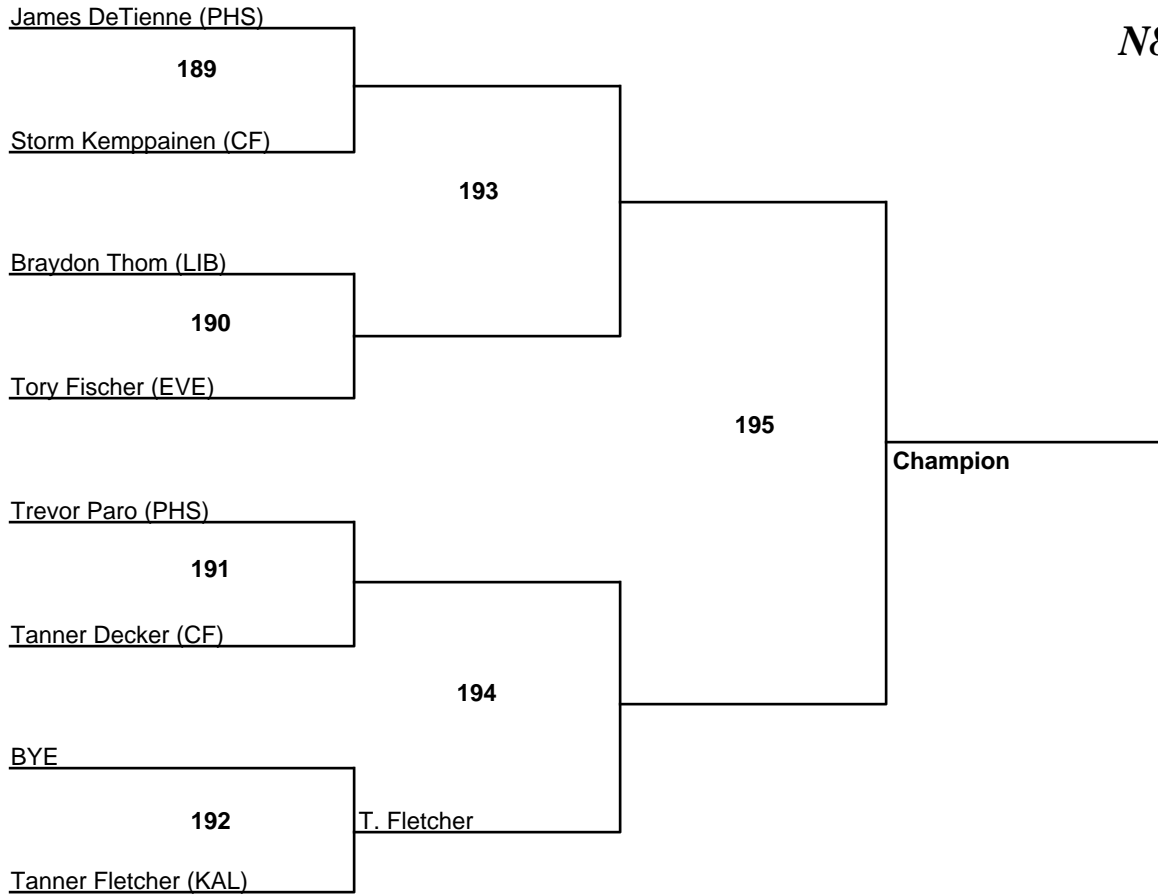 James DeTienne (PHS)
N8
189
Storm Kemppainen (CF)
193
Braydon Thom (LIB)
190
Tory Fischer (EVE)
195
Champion
Trevor Paro (PHS)
191
Tanner Decker (CF)
194
BYE
192
T. Fletcher
Tanner Fletcher (KAL)